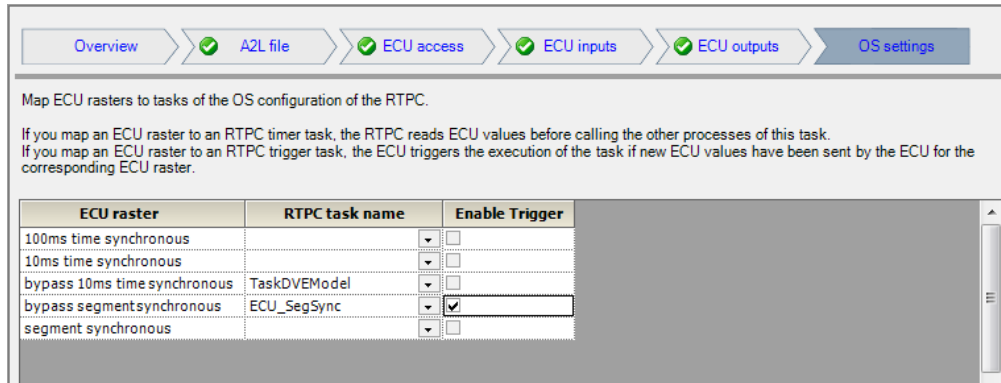 Overview A2L file ECU access ECU inputs ECU outputs OS settings
Map ECU rasters to tasks of the OS configuration of the RTPC.
If you map an ECU raster to an RTPC timer task, the RTPC reads ECU values before calling the other processes of this task.
If you map an ECU raster to an RTPC trigger task, the ECU triggers the execution of the task if new ECU values have been sent by the ECU for the
corresponding ECU raster.
ECU raster RTPC task name Enable Trigger
100ms time synchronous
10ms time synchronous
bypass 10ms time synchronous TaskDVEModel
bypass segmentsynchronous ECU_SegSync
segment synchronous